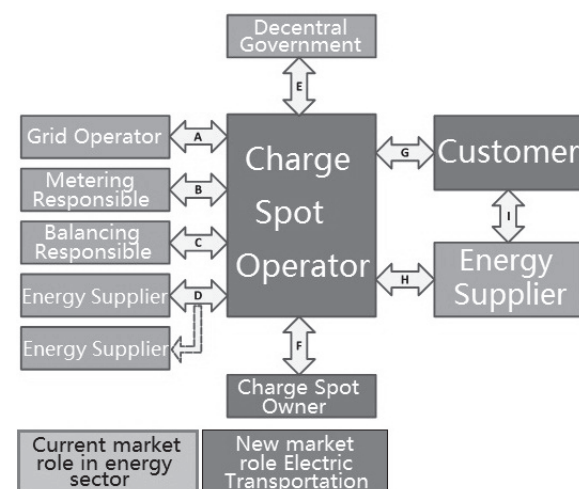 Decentral
Government
E
Grid Operator
A
Metering
Responsible
B
Balancing
Responsible
C
Energy Supplier
D
Energy Supplier
Charge
Spot
Operator
G
Customer
I
H
Energy
Supplier
F
Charge Spot
Owner
Current market
role in energy
sector
New market
role Electric
Transportation